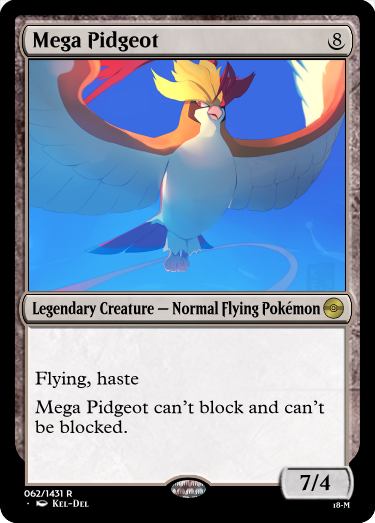 Mega Pidgeot 8
Legendary Creature — Normal Flying Pokémon
Flying, haste
Mega Pidgeot can't block and can't
be blocked.
7/4
062/1431 R
· Kel-Del
18-M